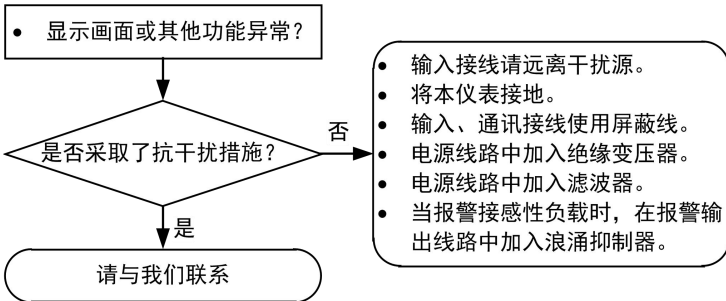 • 显示画面或其他功能异常？
是否采取了抗干扰措施？
否
• 输入接线请远离干扰源。
• 将本仪表接地。
• 输入、通讯接线使用屏蔽线。
• 电源线路中加入绝缘变压器。
• 电源线路中加入滤波器。
• 当报警接感性负载时，在报警输
出线路中加入浪涌抑制器。
是
请与我们联系